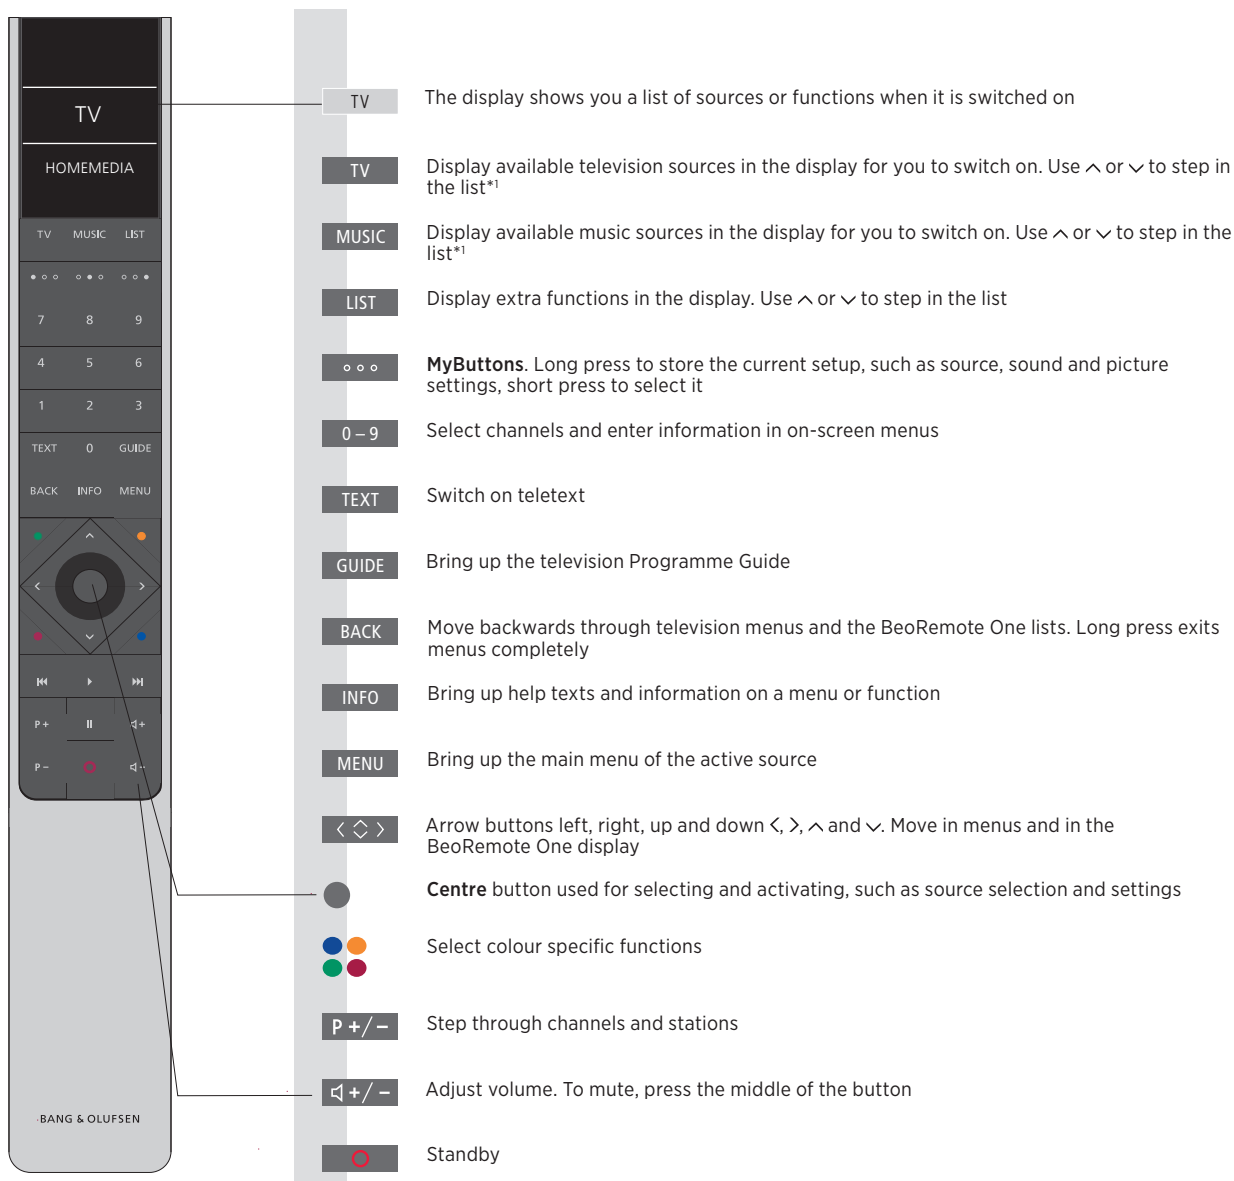 TV
HOMEMEDIA
TV MUSIC LIST
7 8 9
4 5 6
1 2 3
TEXT 0 GUIDE
BACK INFO MENU
P + +
P – –
BANG & OLUFSEN
TV The display shows you a list of sources or functions when it is switched on
TV Display available television sources in the display for you to switch on. Use ∧ or ∨ to step in
the list*1
MUSIC Display available music sources in the display for you to switch on. Use ∧ or ∨ to step in the
list*1
LIST Display extra functions in the display. Use ∧ or ∨ to step in the list
MyButtons. Long press to store the current setup, such as source, sound and picture
settings, short press to select it
0 – 9 Select channels and enter information in on-screen menus
TEXT Switch on teletext
GUIDE Bring up the television Programme Guide
BACK Move backwards through television menus and the BeoRemote One lists. Long press exits
menus completely
INFO Bring up help texts and information on a menu or function
MENU Bring up the main menu of the active source
Arrow buttons left, right, up and down <, >, ∧ and ∨. Move in menus and in the
BeoRemote One display
Centre button used for selecting and activating, such as source selection and settings
Select colour specific functions
P +/– Step through channels and stations
+/– Adjust volume. To mute, press the middle of the button
Standby